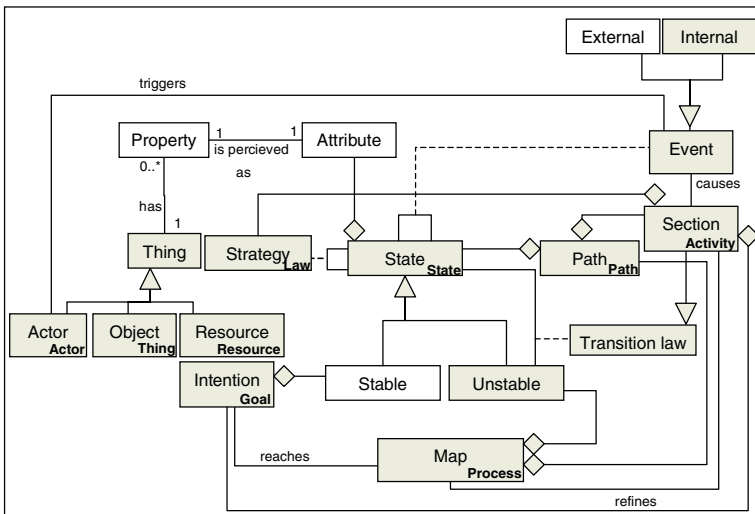 External
Internal
triggers
Property
1
1
Attribute
is percieved
as
Event
0..*
causes
has
1
Section
Activity
Thing
Strategy
Law
State
State
Path
Path
Actor
Actor
Object
Thing
Resource
Resource
Transition law
Intention
Goal
Stable
Unstable
reaches
Map
Process
refines